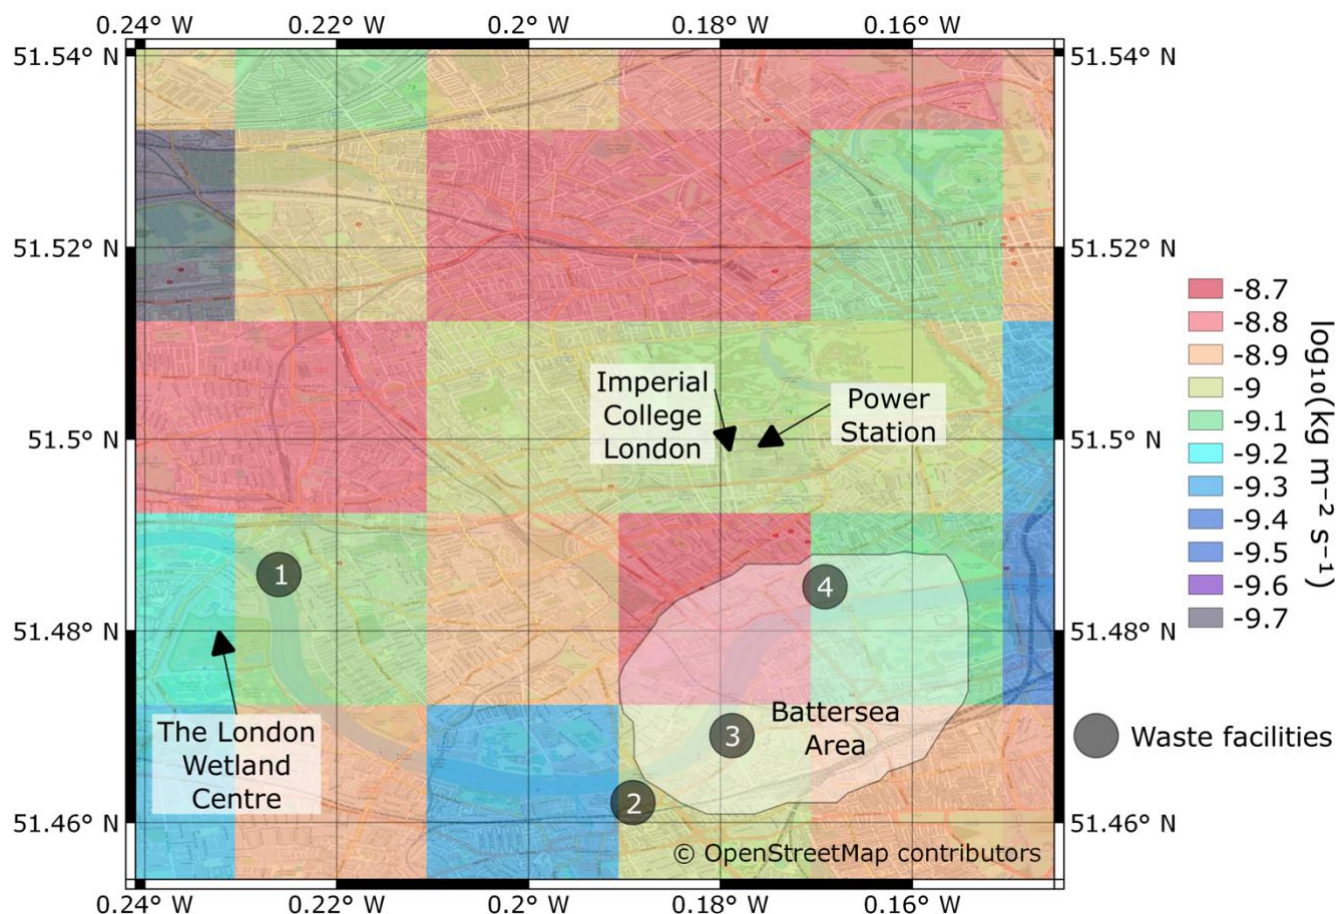 0.24° W 0.22° W 0.2° W 0.18° W 0.16° W
51.54° N 51.54° N
51.52° N 51.52° N
-8.7
-8.8
-8.9
-9
-9.1
-9.2
-9.3
-9.4
-9.5
-9.6
-9.7
log₁₀(kg m⁻² s⁻¹)
Imperial
College
London
Power
Station
51.5° N 51.5° N
1
4
51.48° N 51.48° N
The London
Wetland
Centre
Battersea
Area
3
Waste facilities
2
51.46° N 51.46° N
© OpenStreetMap contributors
0.24° W 0.22° W 0.2° W 0.18° W 0.16° W